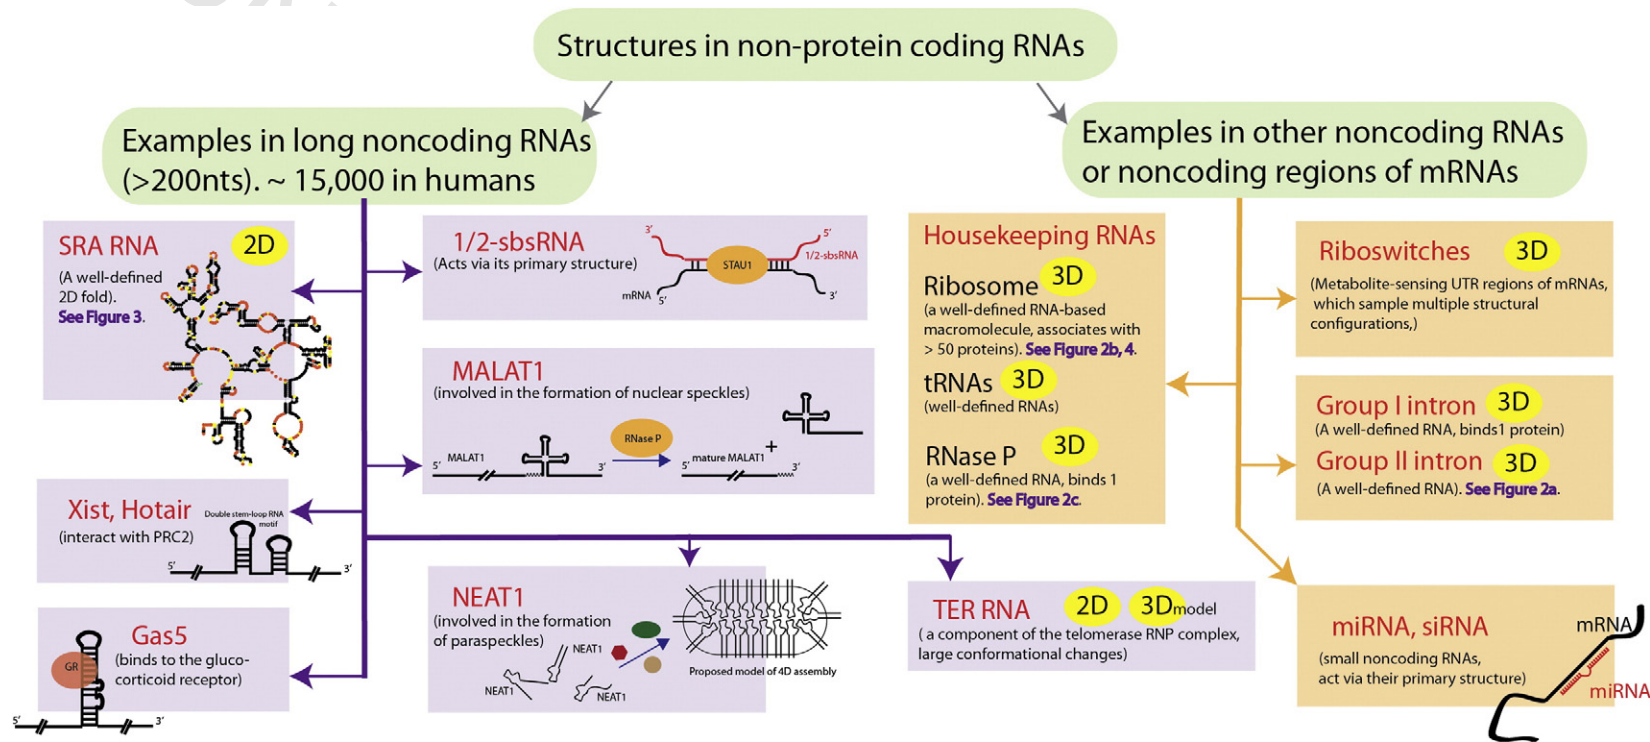 Structures in non-protein coding RNAs
Examples in long noncoding RNAs
(>200nts). ~ 15,000 in humans
Examples in other noncoding RNAs
or noncoding regions of mRNAs
SRA RNA
2D
(A well-defined
2D fold).
See Figure 3.
1/2-sbsRNA
(Acts via its primary structure)
3'
5'
STAU1
1/2-sbsRNA
mRNA
5'
3'
MALAT1
(involved in the formation of nuclear speckles)
5'
MALAT1
3'
RNase P
5'
mature MALAT1
+
3'
Xist, Hotair
(interact with PRC2)
Double stem-loop RNA
motif
5'
3'
Gas5
(binds to the gluco-
corticoid receptor)
GR
5'
3'
NEAT1
(involved in the formation
of paraspeckles)
NEAT1
NEAT1
NEAT1
Proposed model of 4D assembly
TER RNA
2D
3D model
( a component of the telomerase RNP complex,
large conformational changes)
Housekeeping RNAs
Ribosome
3D
(a well-defined RNA-based
macromolecule, associates with
> 50 proteins). See Figure 2b, 4.
tRNAs
3D
(well-defined RNAs)
RNase P
3D
(a well-defined RNA, binds 1
protein). See Figure 2c.
Riboswitches
3D
(Metabolite-sensing UTR regions of mRNAs,
which sample multiple structural
configurations,)
Group I intron
3D
(A well-defined RNA, binds1 protein)
Group II intron
3D
(A well-defined RNA). See Figure 2a.
miRNA, siRNA
(small noncoding RNAs,
act via their primary structure)
mRNA
miRNA